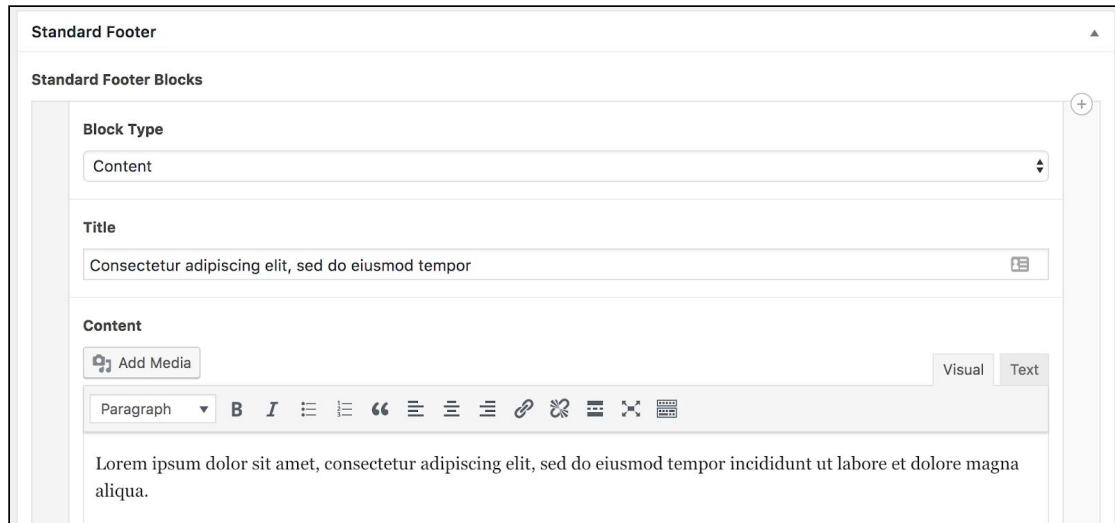 Standard Footer
Standard Footer Blocks
Block Type
Content
Title
Consectetur adipiscing elit, sed do eiusmod tempor
Content
Add Media
Visual Text
Paragraph B I
Lorem ipsum dolor sit amet, consectetur adipiscing elit, sed do eiusmod tempor incididunt ut labore et dolore magna
aliqua.